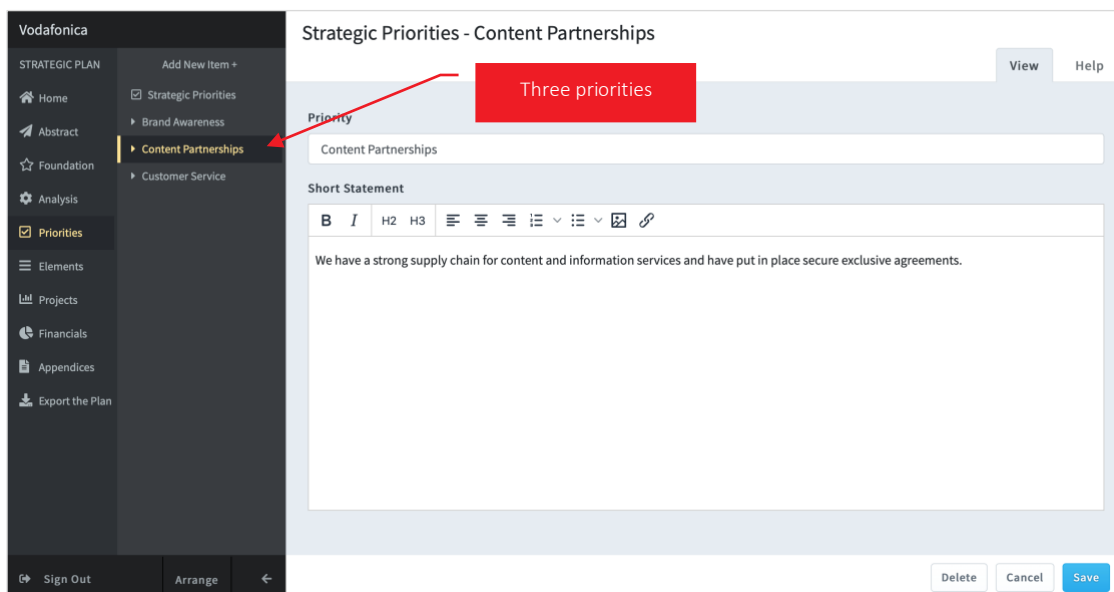 Vodafonica
STRATEGIC PLAN
Home
Abstract
Foundation
Analysis
Priorities
Elements
Projects
Financials
Appendices
Export the Plan
Sign Out
Add New Item +
Strategic Priorities
Brand Awareness
Content Partnerships
Customer Service
Arrange
Strategic Priorities - Content Partnerships
View Help
Three priorities
Priority
Content Partnerships
Short Statement
B I H2 H3
We have a strong supply chain for content and information services and have put in place secure exclusive agreements.
Delete Cancel Save